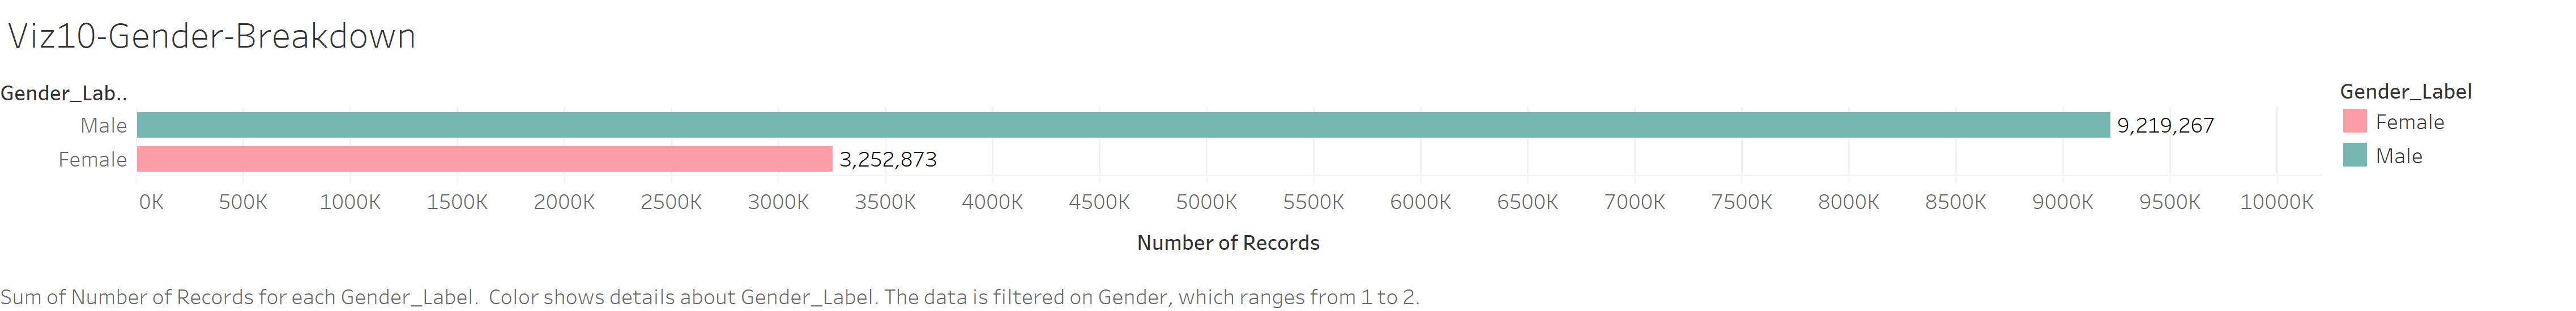 Viz10-Gender-Breakdown
Gender_Lab..
Male 9,219,267
Female 3,252,873
0K 500K 1000K 1500K 2000K 2500K 3000K 3500K 4000K 4500K 5000K 5500K 6000K 6500K 7000K 7500K 8000K 8500K 9000K 9500K 10000K
Number of Records
Gender_Label
Female
Male
Sum of Number of Records for each Gender_Label.  Color shows details about Gender_Label. The data is filtered on Gender, which ranges from 1 to 2.